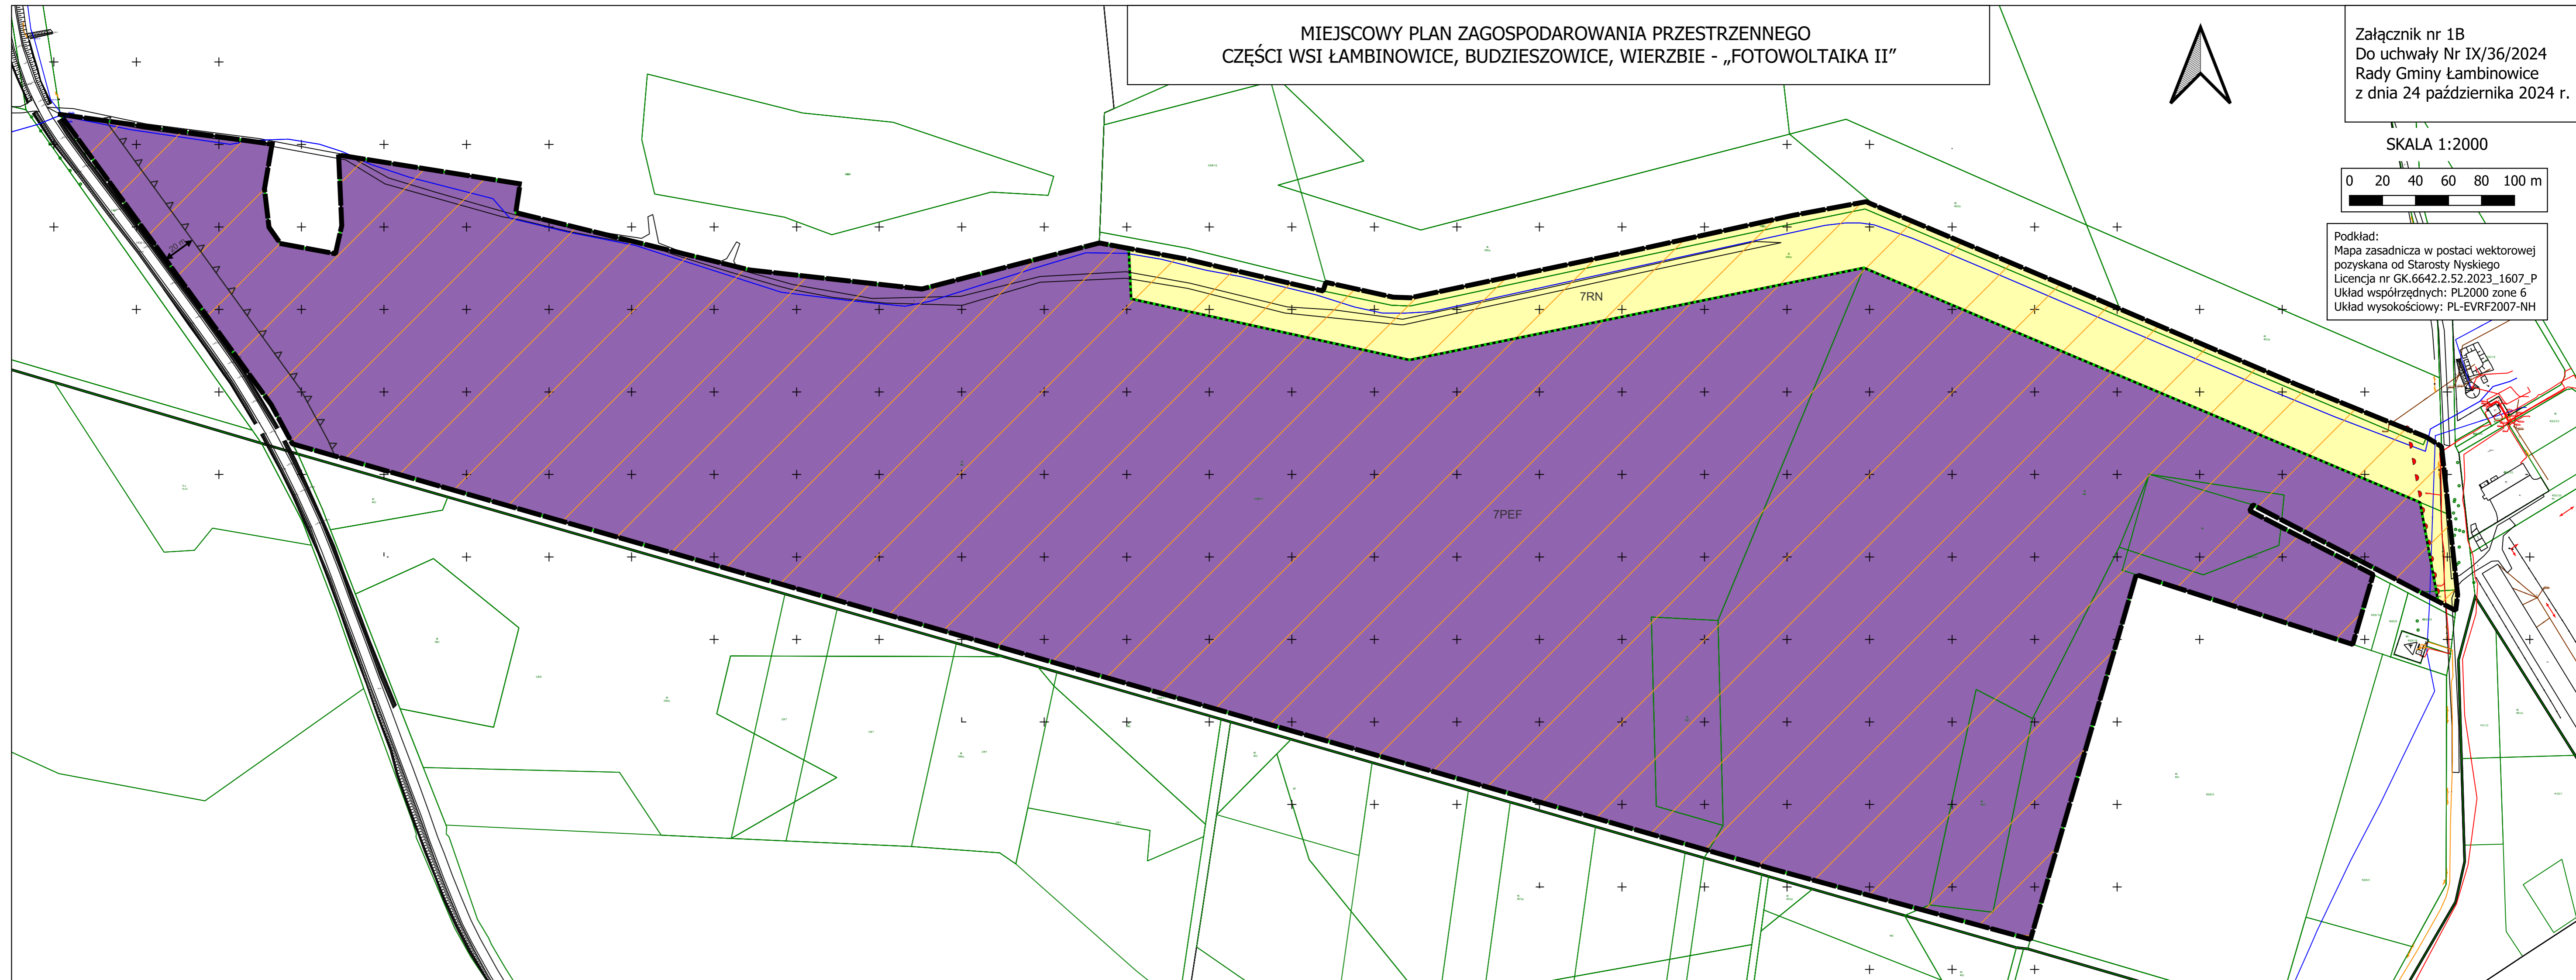 MIEJSCOWY PLAN ZAGOSPODAROWANIA PRZESTRZENNEGO
CZĘŚCI WSI ŁAMBINOWICE, BUDZIESZOWICE, WIERZBIE - „FOTOWOLTAIKA II”
Załącznik nr 1B
Do uchwały Nr IX/36/2024
Rady Gminy Łambinowice
z dnia 24 października 2024 r.
SKALA 1:2000
0 20 40 60 80 100 m
Podkład:
Mapa zasadnicza w postaci wektorowej
pozyskana od Starosty Nyskiego
Licencja nr GK.6642.2.52.2023_1607_P
Układ współrzędnych: PL2000 zone 6
Układ wysokościowy: PL-EVRF2007-NH
20 m
7RN
7PEF